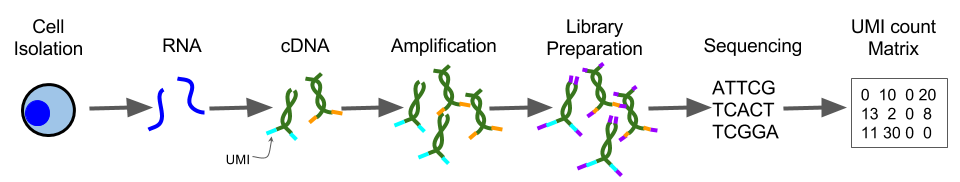 Cell
Isolation
RNA
cDNA
Amplification
Library
Preparation
Sequencing
UMI count
Matrix
UMI
ATTCG
TCACT
TCGGA
0 10 0 20
13 2 0 8
11 30 0 0